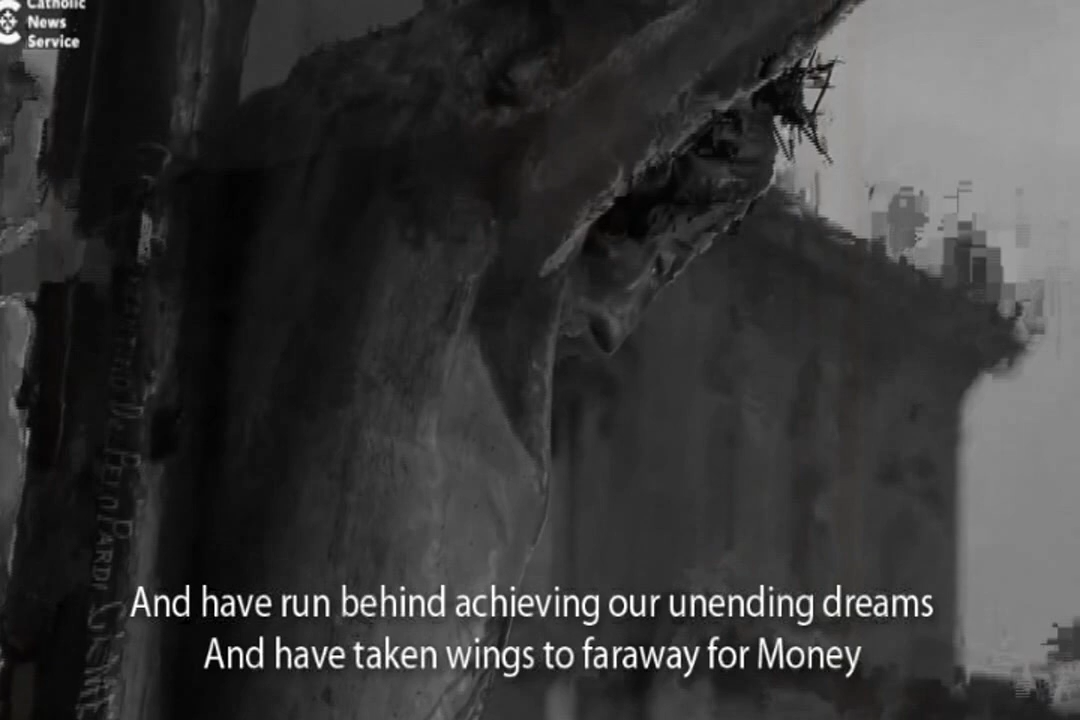 Catholic
News
Service
And have run behind achieving our unending dreams
And have taken wings to faraway for Money